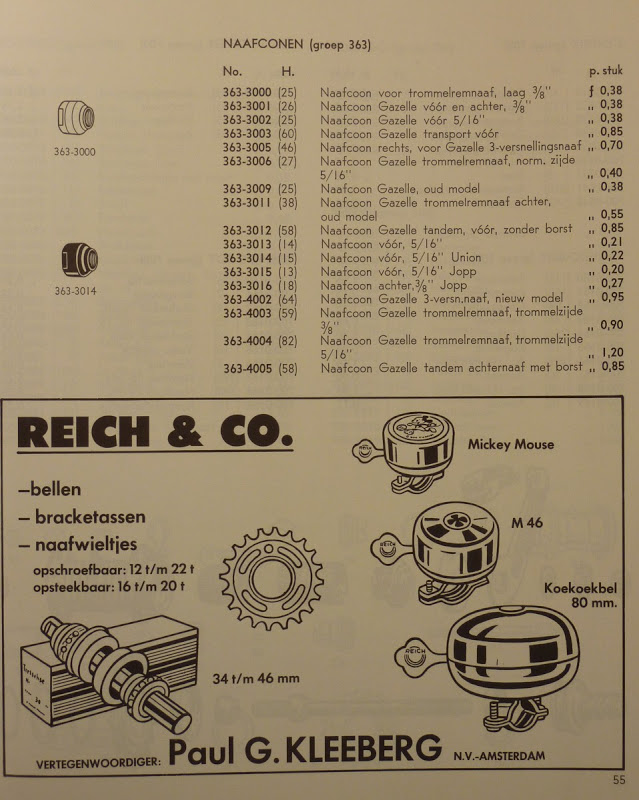 NAAFCONEN (groep 363)
No. H. p. stuk
363-3000 (25) Naafcoon voor trommelremnaaf, laag 3/8" ƒ 0,38
363-3001 (26) Naafcoon Gazelle vóór en achter, 3/8" „ 0,38
363-3002 (25) Naafcoon Gazelle vóór 5/16" „ 0,38
363-3003 (60) Naafcoon Gazelle transport vóór „ 0,85
363-3005 (46) Naafcoon rechts, voor Gazelle 3-versnellingsnaaf „ 0,70
363-3006 (27) Naafcoon Gazelle trommelremnaaf, norm. zijde
5/16" „ 0,40
363-3009 (25) Naafcoon Gazelle, oud model „ 0,38
363-3011 (38) Naafcoon Gazelle trommelremnaaf achter,
oud model „ 0,55
363-3012 (58) Naafcoon Gazelle tandem, vóór, zonder borst „ 0,85
363-3013 (14) Naafcoon vóór, 5/16" „ 0,21
363-3014 (15) Naafcoon vóór, 5/16" Union „ 0,22
363-3015 (13) Naafcoon vóór, 5/16" Jopp „ 0,20
363-3016 (18) Naafcoon achter, 3/8" Jopp „ 0,27
363-4002 (64) Naafcoon Gazelle 3-versn.naaf, nieuw model „ 0,95
363-4003 (59) Naafcoon Gazelle trommelremnaaf, trommelzijde
3/8" „ 0,90
363-4004 (82) Naafcoon Gazelle trommelremnaaf, trommelzijde
5/16" „ 1,20
363-4005 (58) Naafcoon Gazelle tandem achternaaf met borst „ 0,85
363-3000
363-3014
REICH & CO.
–bellen
– bracketassen
– naafwieltjes
opschroefbaar: 12 t/m 22 t
opsteekbaar: 16 t/m 20 t
REICH
Mickey Mouse
REICH
M 46
Koekoekbel
80 mm.
REICH
34 t/m 46 mm
VERTEGENWOORDIGER: Paul G. KLEEBERG N.V.-AMSTERDAM
55